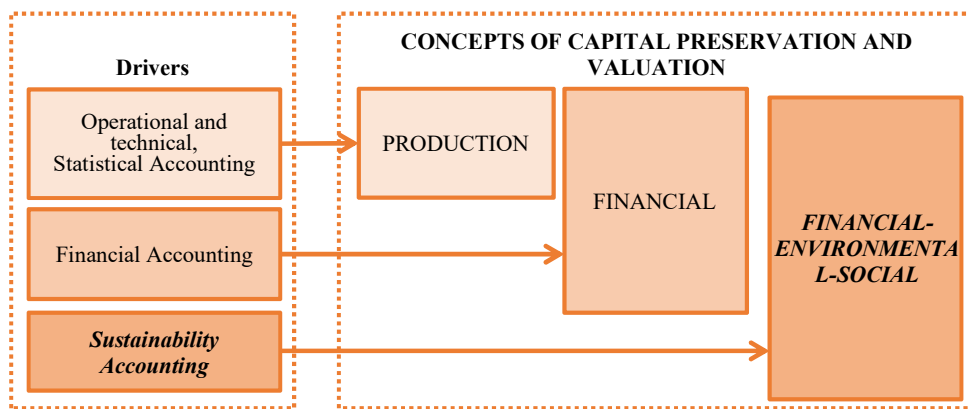 Drivers
Operational and
technical,
Statistical Accounting
Financial Accounting
Sustainability
Accounting
CONCEPTS OF CAPITAL PRESERVATION AND
VALUATION
PRODUCTION
FINANCIAL
FINANCIAL-
ENVIRONMENTA
L-SOCIAL